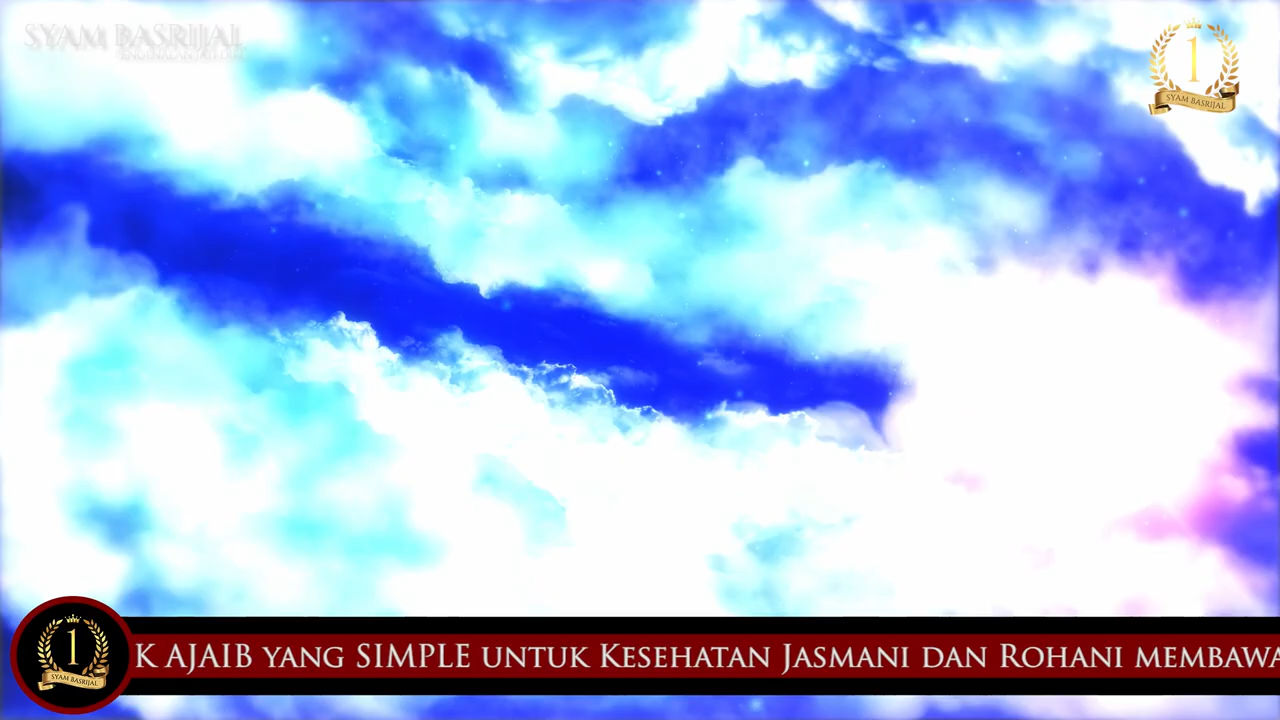 SYAM BASRIJAL
1
SYAM BASRIJAL
1
SYAM BASRIJAL
K AJAIB YANG SIMPLE UNTUK KESEHATAN JASMANI DAN ROHANI MEMBAWA